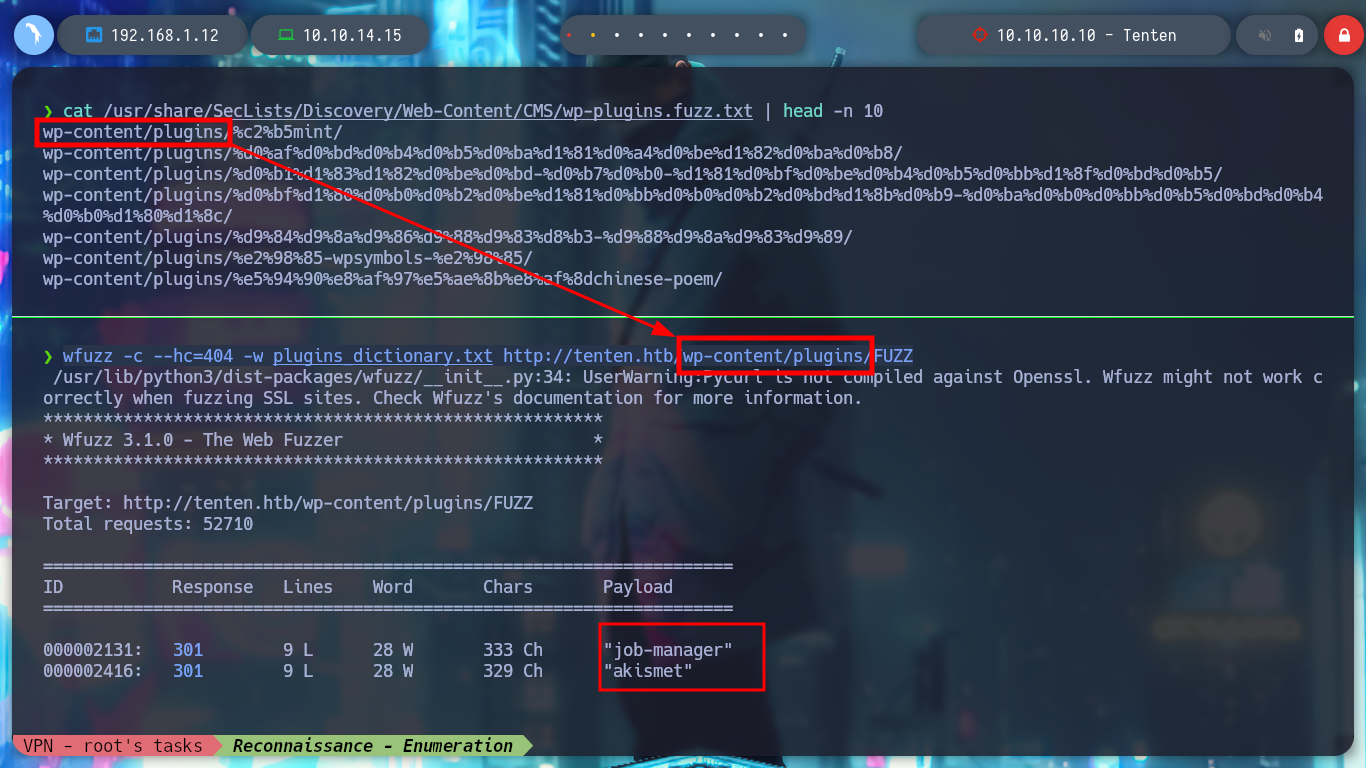 192.168.1.12 10.10.14.15 10.10.10.10 - Tenten
❯ cat /usr/share/SecLists/Discovery/Web-Content/CMS/wp-plugins.fuzz.txt | head -n 10
wp-content/plugins/%c2%b5mint/
wp-content/plugins/%d0%af%d0%bd%d0%b4%d0%b5%d0%ba%d1%81%d0%a4%d0%be%d1%82%d0%ba%d0%b8/
wp-content/plugins/%d0%b1%d1%83%d1%82%d0%be%d0%bd-%d0%b7%d0%b0-%d1%81%d0%bf%d0%be%d0%b4%d0%b5%d0%bb%d1%8f%d0%bd%d0%b5/
wp-content/plugins/%d0%bf%d1%80%d0%b0%d0%b2%d0%be%d1%81%d0%bb%d0%b0%d0%b2%d0%bd%d1%8b%d0%b9-%d0%ba%d0%b0%d0%bb%d0%b5%d0%bd%d0%b4
%d0%b0%d1%80%d1%8c/
wp-content/plugins/%d9%84%d9%8a%d9%86%d9%88%d9%83%d8%b3-%d9%88%d9%8a%d9%83%d9%89/
wp-content/plugins/%e2%98%85-wpsymbols-%e2%98%85/
wp-content/plugins/%e5%94%90%e8%af%97%e5%ae%8b%e8%af%8dchinese-poem/
❯ wfuzz -c --hc=404 -w plugins_dictionary.txt http://tenten.htb/wp-content/plugins/FUZZ
/usr/lib/python3/dist-packages/wfuzz/__init__.py:34: UserWarning:Pycurl is not compiled against Openssl. Wfuzz might not work c
orrectly when fuzzing SSL sites. Check Wfuzz's documentation for more information.
********************************************************
* Wfuzz 3.1.0 - The Web Fuzzer                         *
********************************************************
Target: http://tenten.htb/wp-content/plugins/FUZZ
Total requests: 52710
=====================================================================
ID           Response   Lines    Word       Chars       Payload
=====================================================================
000002131:   301        9 L      28 W       333 Ch      "job-manager"
000002416:   301        9 L      28 W       329 Ch      "akismet"
VPN - root's tasks Reconnaissance - Enumeration